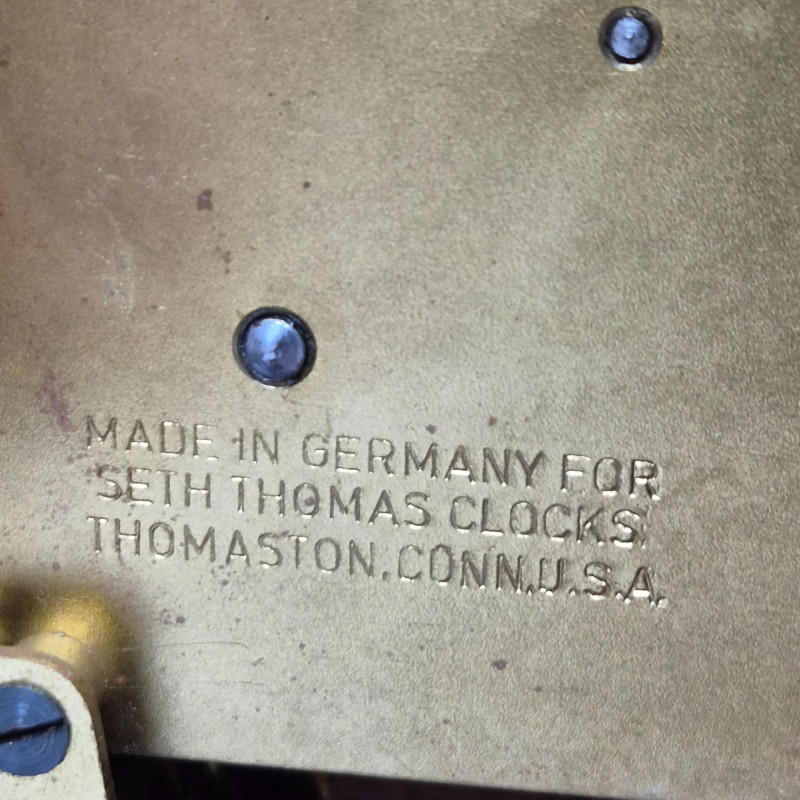 MADE IN GERMANY FOR
SETH THOMAS CLOCKS
THOMASTON.CONN.U.S.A.